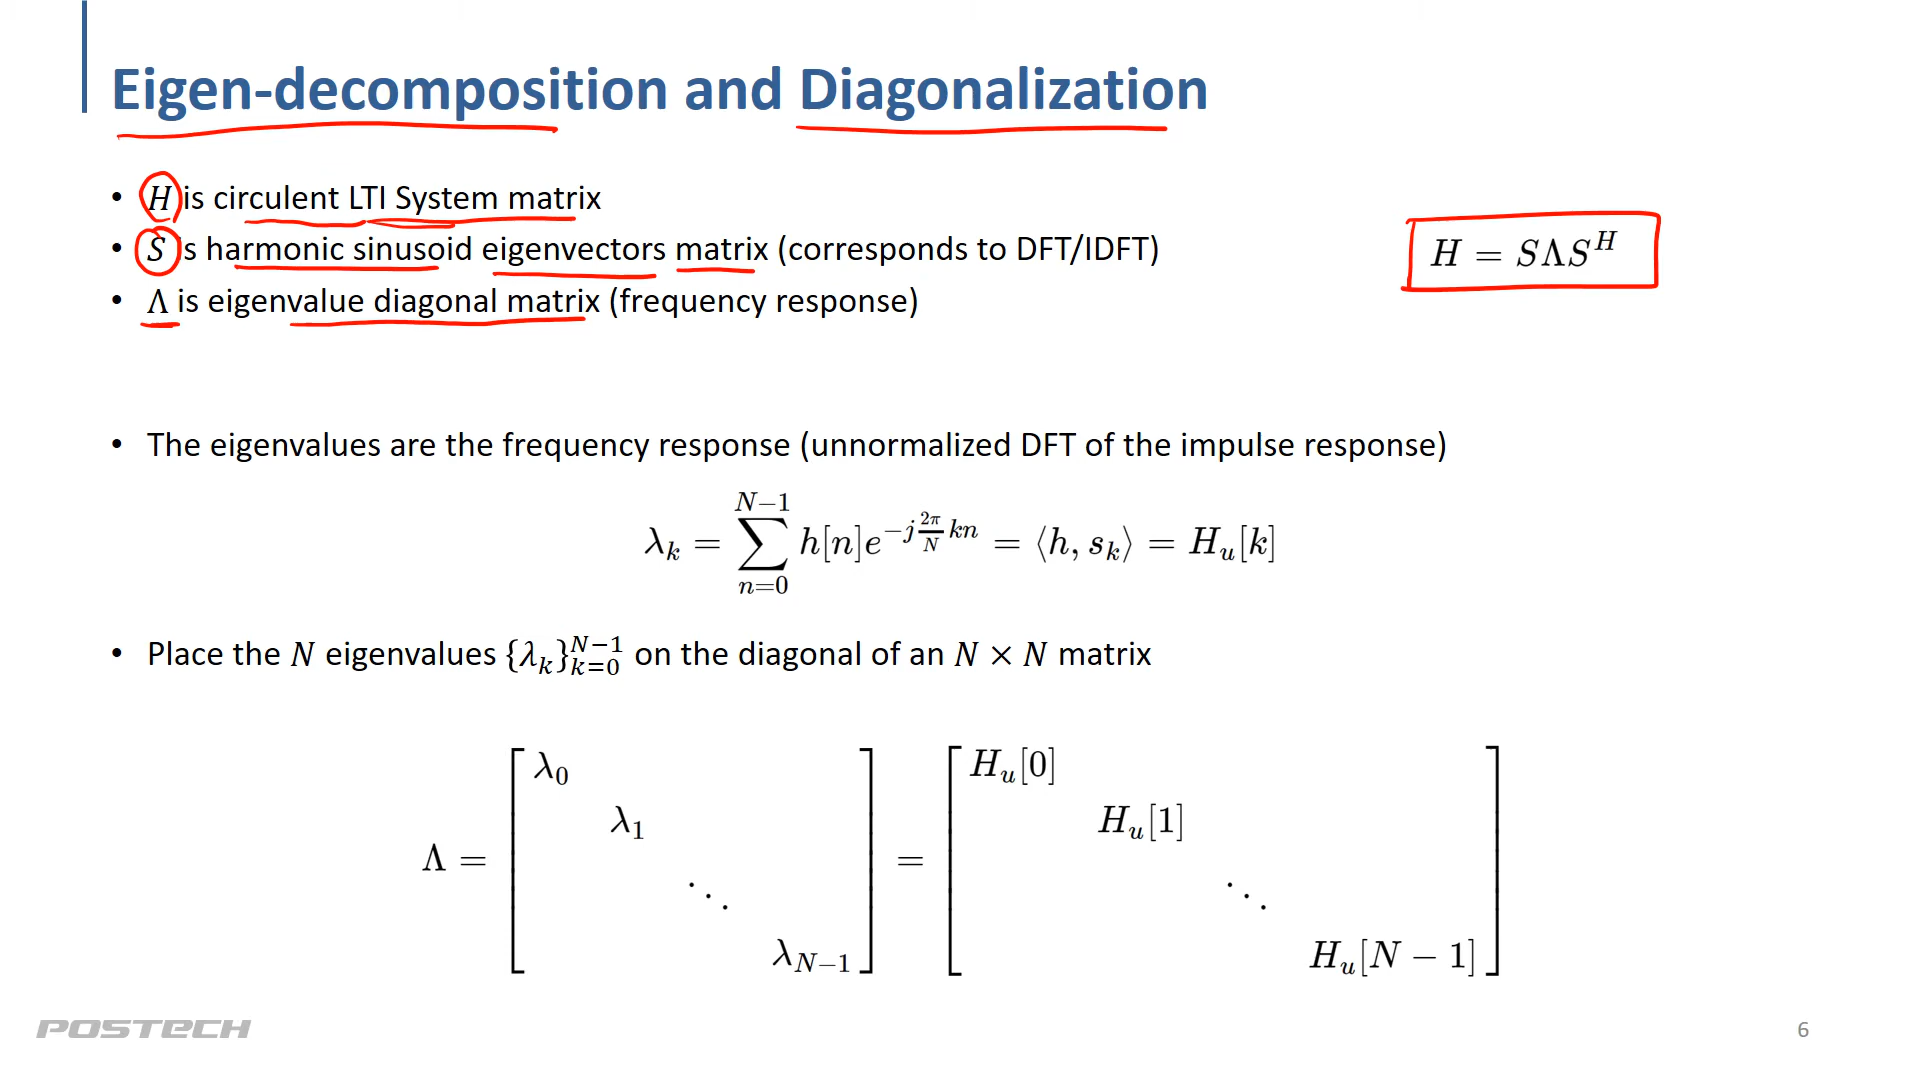 Eigen-decomposition and Diagonalization
• H is circulent LTI System matrix
• S is harmonic sinusoid eigenvectors matrix (corresponds to DFT/IDFT)
H = SΛS^H
• Λ is eigenvalue diagonal matrix (frequency response)
• The eigenvalues are the frequency response (unnormalized DFT of the impulse response)
λ_k = ∑_{n=0}^{N−1} h[n]e^{−j\frac{2π}{N}kn} = ⟨h, s_k⟩ = H_u[k]
• Place the N eigenvalues {λ_k}_{k=0}^{N−1} on the diagonal of an N × N matrix
Λ = [λ_0 λ_1 ⋱ λ_{N−1}] = [H_u[0] H_u[1] ⋱ H_u[N − 1]]
POSTECH
6